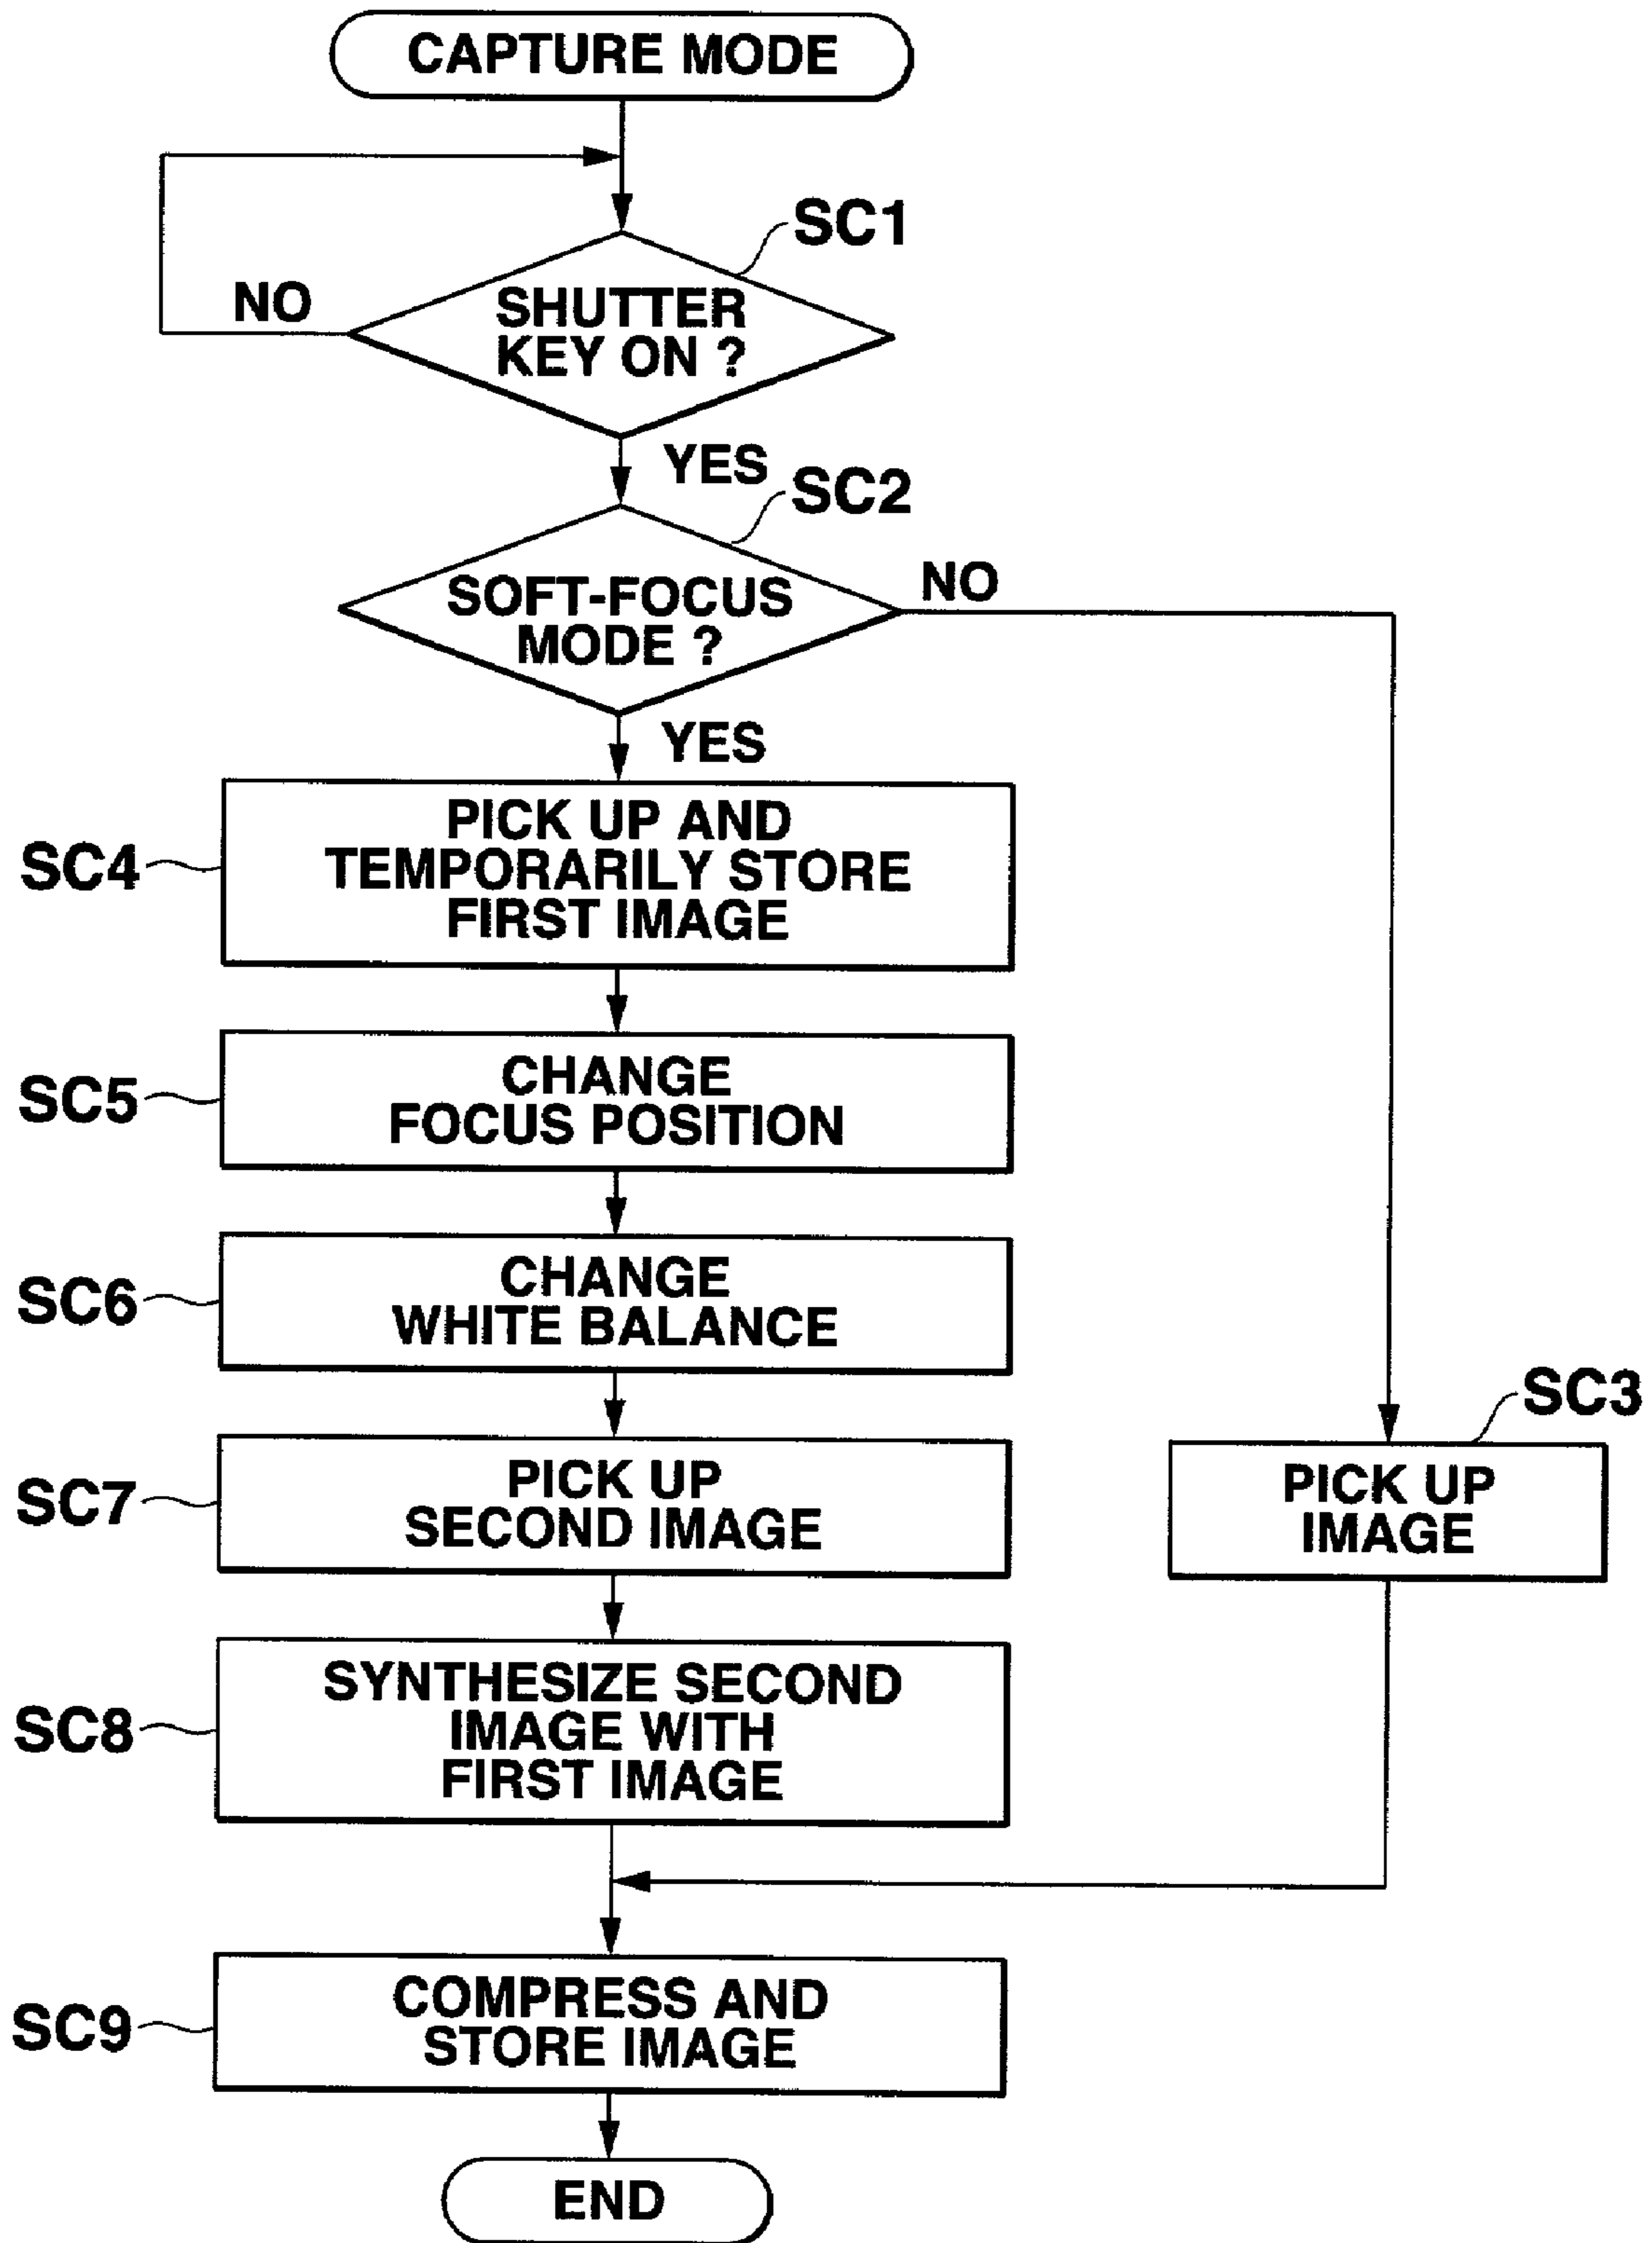 CAPTURE MODE
SC1
NO
SHUTTER
KEY ON ?
YES
SC2
NO
SOFT-FOCUS
MODE ?
YES
SC4
PICK UP AND
TEMPORARILY STORE
FIRST IMAGE
SC5
CHANGE
FOCUS POSITION
SC6
CHANGE
WHITE BALANCE
SC3
SC7
PICK UP
SECOND IMAGE
PICK UP
IMAGE
SC8
SYNTHESIZE SECOND
IMAGE WITH
FIRST IMAGE
SC9
COMPRESS AND
STORE IMAGE
END